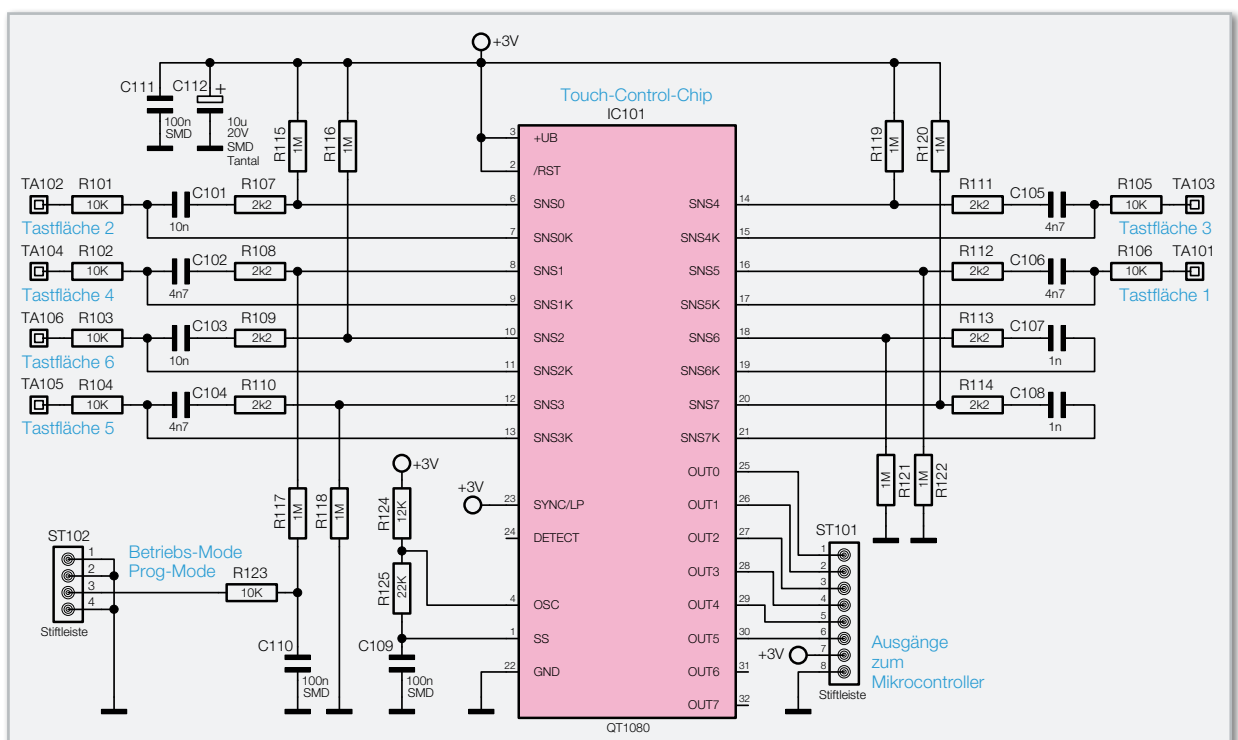 +3V
C111
C112
+
100n
SMD
10u
20V
SMD
Tantal
R115
1M
R116
1M
Touch-Control-Chip
IC101
R119
1M
R120
1M
3
+UB
2
/RST
TA102
R101
10K
C101
10n
R107
2k2
6
SNS0
7
SNS0K
Tastfläche 2
TA104
R102
10K
C102
4n7
R108
2k2
8
SNS1
9
SNS1K
Tastfläche 4
TA106
R103
10K
C103
10n
R109
2k2
10
SNS2
11
SNS2K
Tastfläche 6
TA105
R104
10K
C104
4n7
R110
2k2
12
SNS3
13
SNS3K
Tastfläche 5
SNS4
14
R111
2k2
C105
4n7
R105
10K
TA103
SNS4K
15
Tastfläche 3
SNS5
16
R112
2k2
C106
4n7
R106
10K
TA101
SNS5K
17
Tastfläche 1
SNS6
18
R113
2k2
C107
1n
SNS6K
19
SNS7
20
R114
2k2
C108
1n
SNS7K
21
R121
1M
R122
1M
R117
1M
R118
1M
+3V
R124
12K
R125
22K
+3V
23
SYNC/LP
24
DETECT
4
OSC
1
SS
22
GND
C109
100n
SMD
C110
100n
SMD
ST102
1
2
3
4
Stiftleiste
Betriebs-Mode
Prog-Mode
R123
10K
OUT0
25
OUT1
26
OUT2
27
OUT3
28
OUT4
29
OUT5
30
OUT6
31
OUT7
32
ST101
1
2
3
4
5
6
7
8
+3V
Stiftleiste
Ausgänge
zum
Mikrocontroller
QT1080